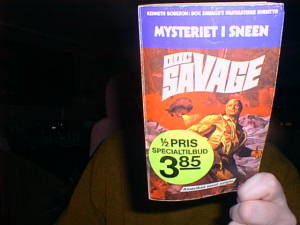 KENNETH ROBESON: DOC SAVAGE'S FANTASTISKE EVENTYR
MYSTERIET I SNEEN
DOC
SAVAGE
½ PRIS
SPECIALTILBUD
3.85